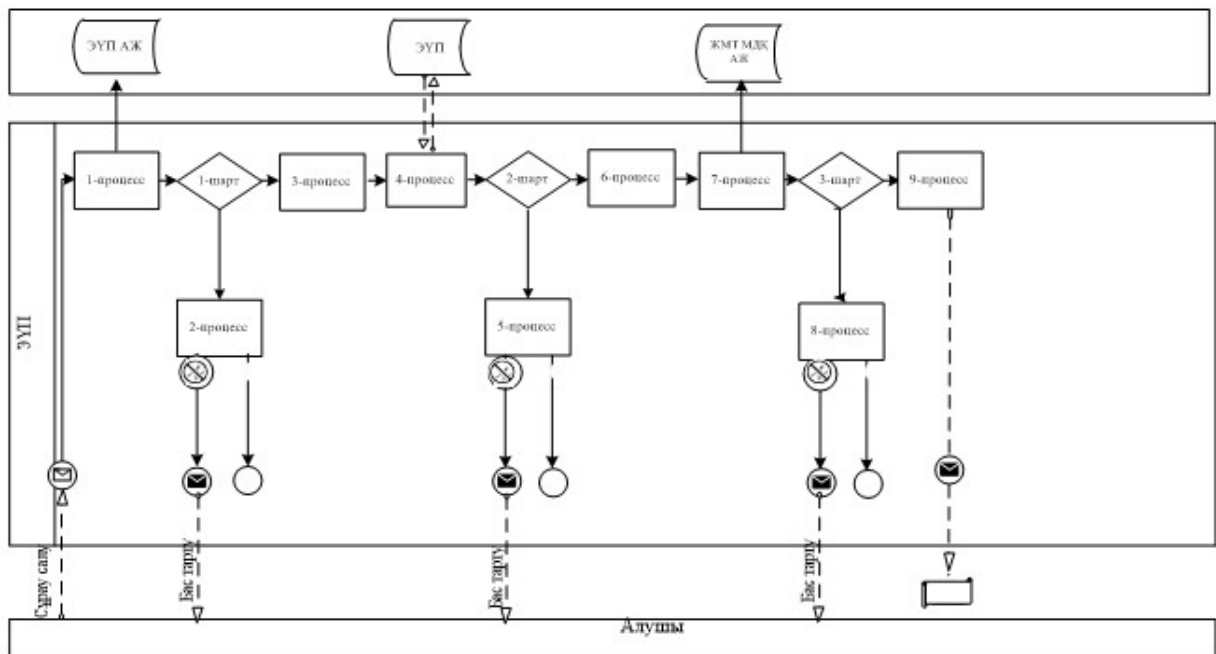 ЭҮП АЖ
ЭҮП
ЖМТ МДҚ
АЖ
1-процесс
1-шарт
3-процесс
4-процесс
2-шарт
6-процесс
7-процесс
3-шарт
9-процесс
2-процесс
5-процесс
8-процесс
ЭҮП
Сұрау салу
Бас тарту
Бас тарту
Бас тарту
Алушы